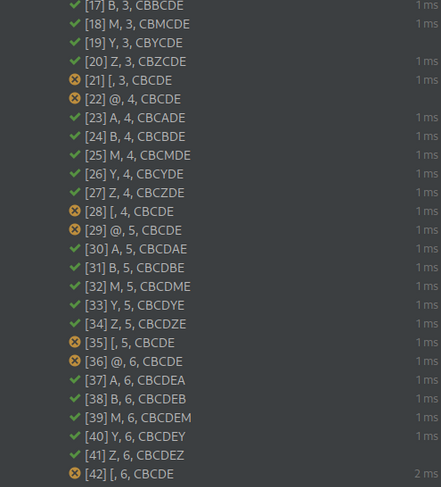 [17] B, 3, CBBCDE 1 ms
[18] M, 3, CBMCDE 1 ms
[19] Y, 3, CBYCDE 1 ms
[20] Z, 3, CBZCDE 1 ms
[21] [, 3, CBCDE 1 ms
[22] @, 4, CBCDE 1 ms
[23] A, 4, CBCADE 1 ms
[24] B, 4, CBCBDE 1 ms
[25] M, 4, CBCMDE 1 ms
[26] Y, 4, CBCYDE 1 ms
[27] Z, 4, CBCZDE 1 ms
[28] [, 4, CBCDE 1 ms
[29] @, 5, CBCDE 1 ms
[30] A, 5, CBCDAE 1 ms
[31] B, 5, CBCDBE 1 ms
[32] M, 5, CBCDME 1 ms
[33] Y, 5, CBCDYE 1 ms
[34] Z, 5, CBCDZE 1 ms
[35] [, 5, CBCDE 1 ms
[36] @, 6, CBCDE 1 ms
[37] A, 6, CBCDEA 1 ms
[38] B, 6, CBCDEB 1 ms
[39] M, 6, CBCDEM 1 ms
[40] Y, 6, CBCDEY 1 ms
[41] Z, 6, CBCDEZ
[42] [, 6, CBCDE 2 ms